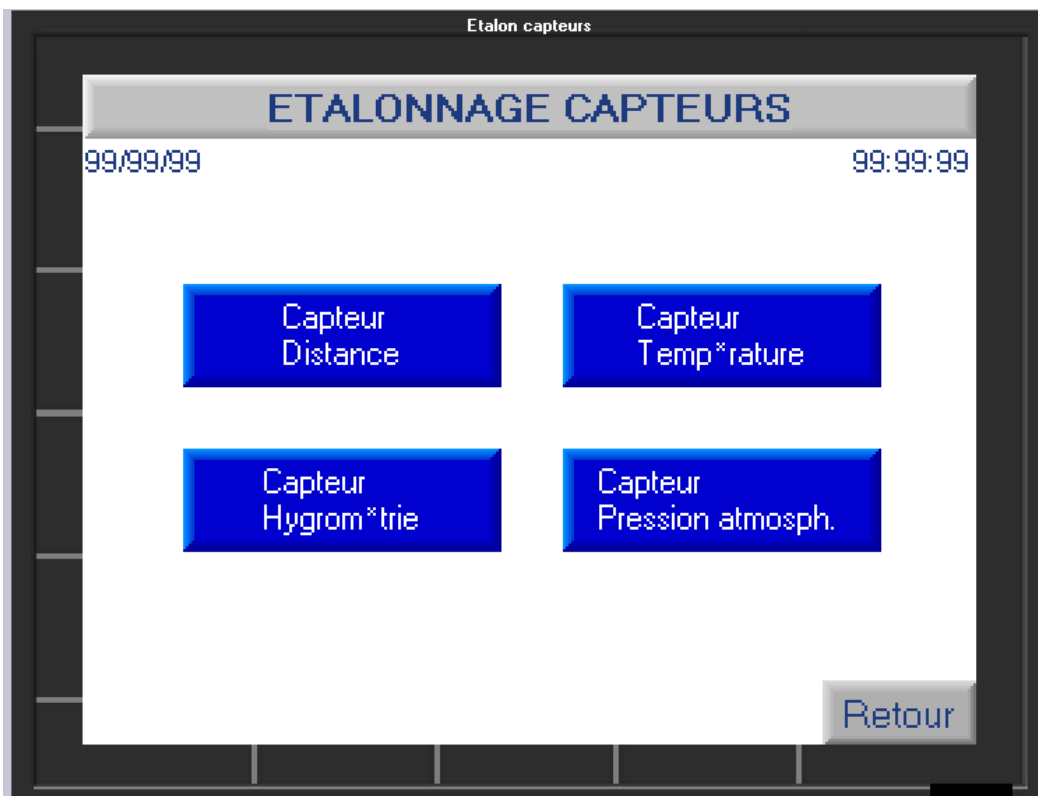 Etalon capteurs
ETALONNAGE CAPTEURS
99/99/99
99:99:99
Capteur
Distance
Capteur
Temp*rature
Capteur
Hygrom*trie
Capteur
Pression atmosph.
Retour